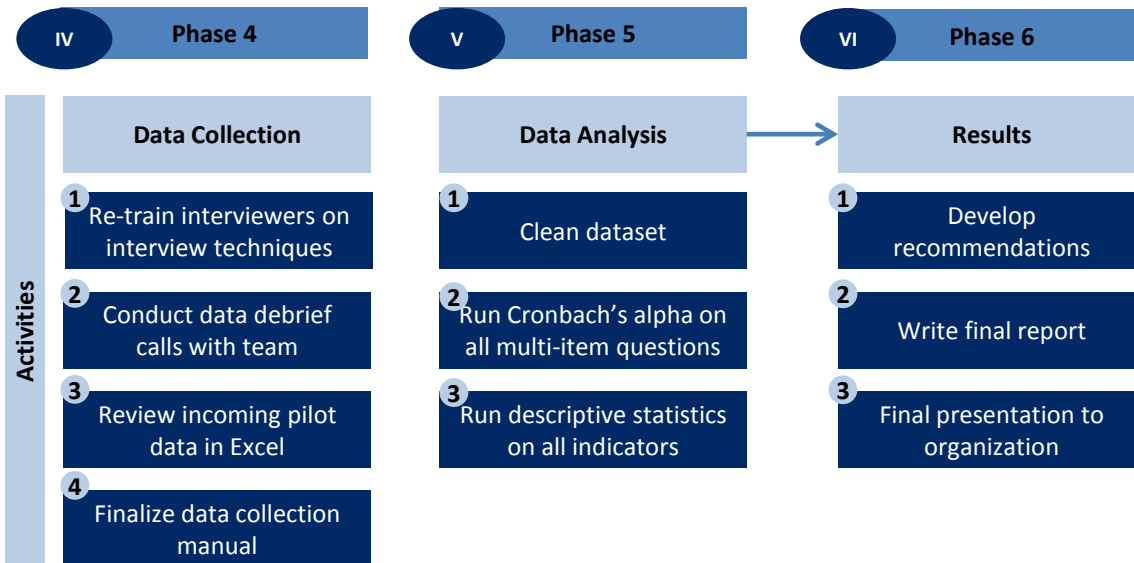 IV
Phase 4
V
Phase 5
VI
Phase 6
Activities
Data Collection
1
Re-train interviewers on
interview techniques
2
Conduct data debrief
calls with team
3
Review incoming pilot
data in Excel
4
Finalize data collection
manual
Data Analysis
1
Clean dataset
2
Run Cronbach’s alpha on
all multi-item questions
3
Run descriptive statistics
on all indicators
Results
1
Develop
recommendations
2
Write final report
3
Final presentation to
organization